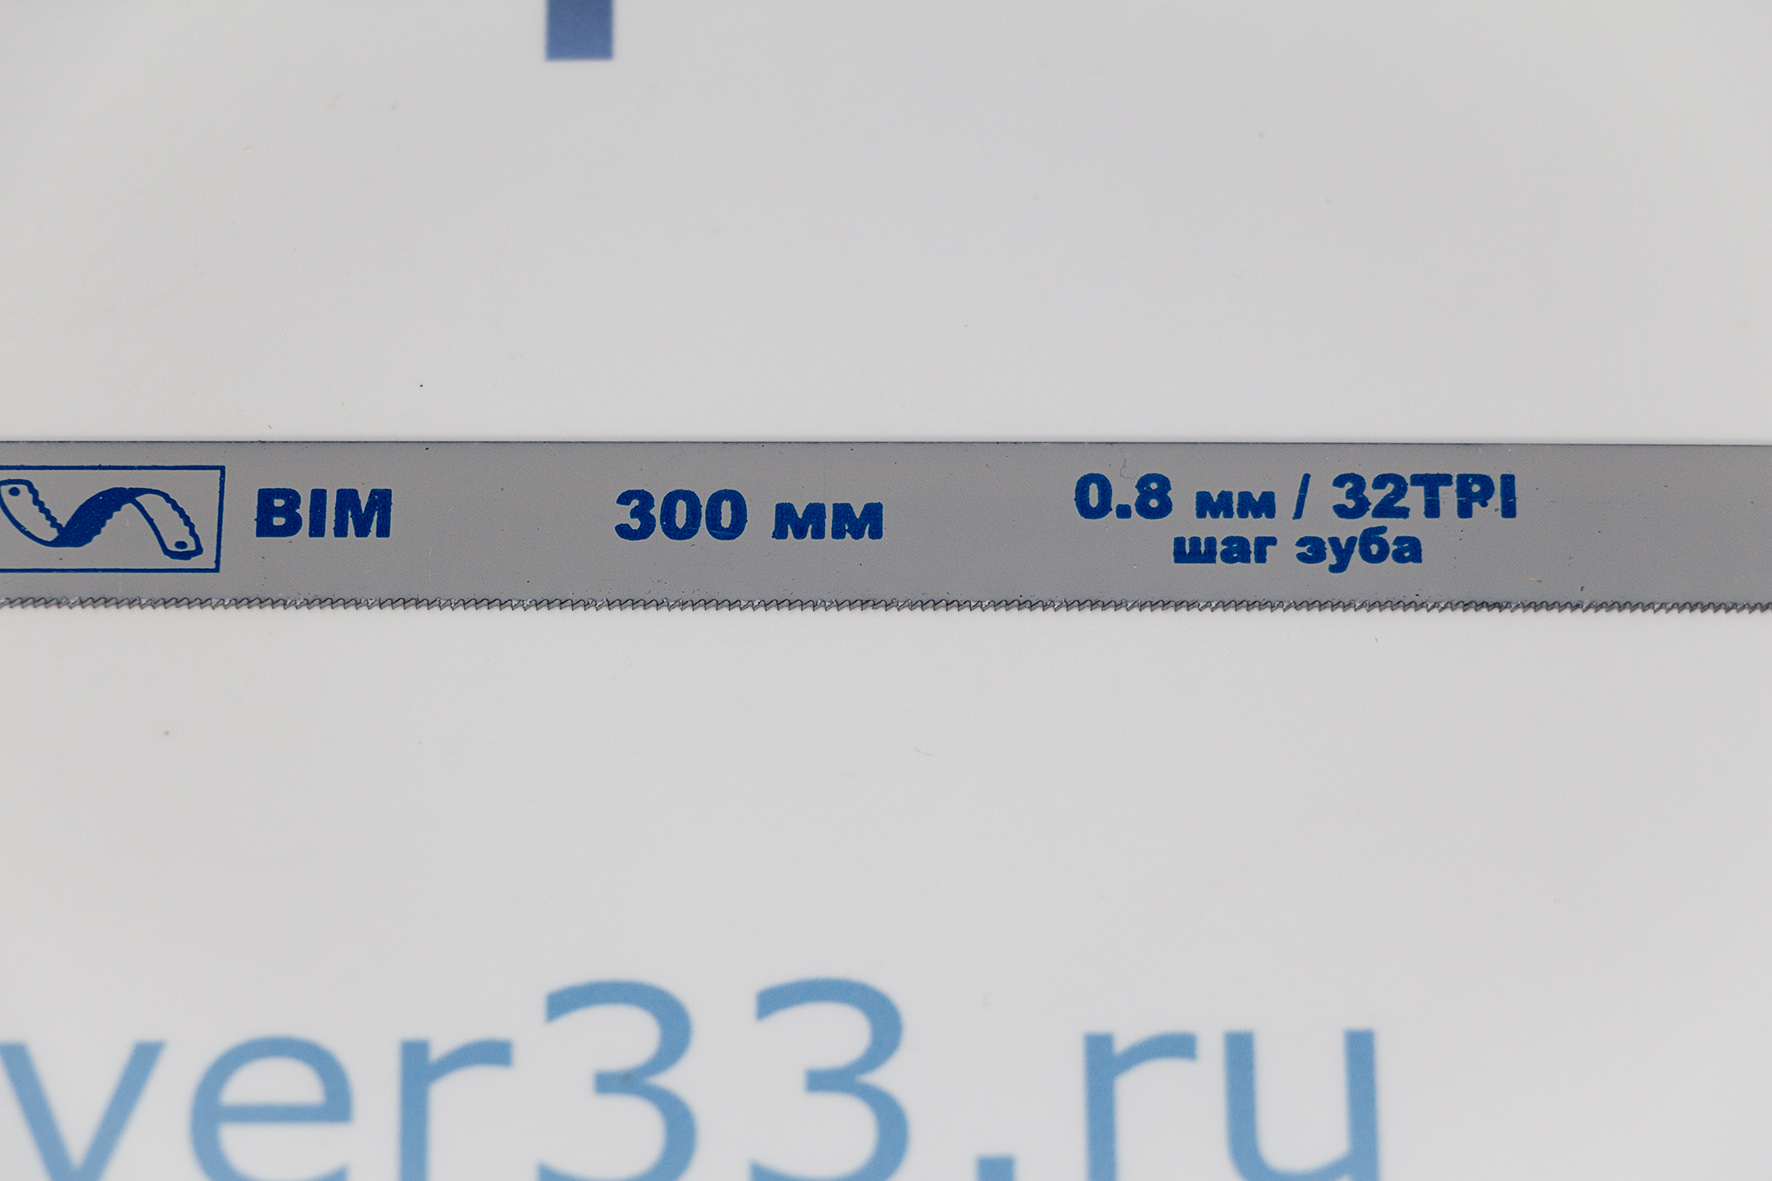 BIM
300 мм
0.8 мм / 32TPI
шаг зуба
ver33.ru